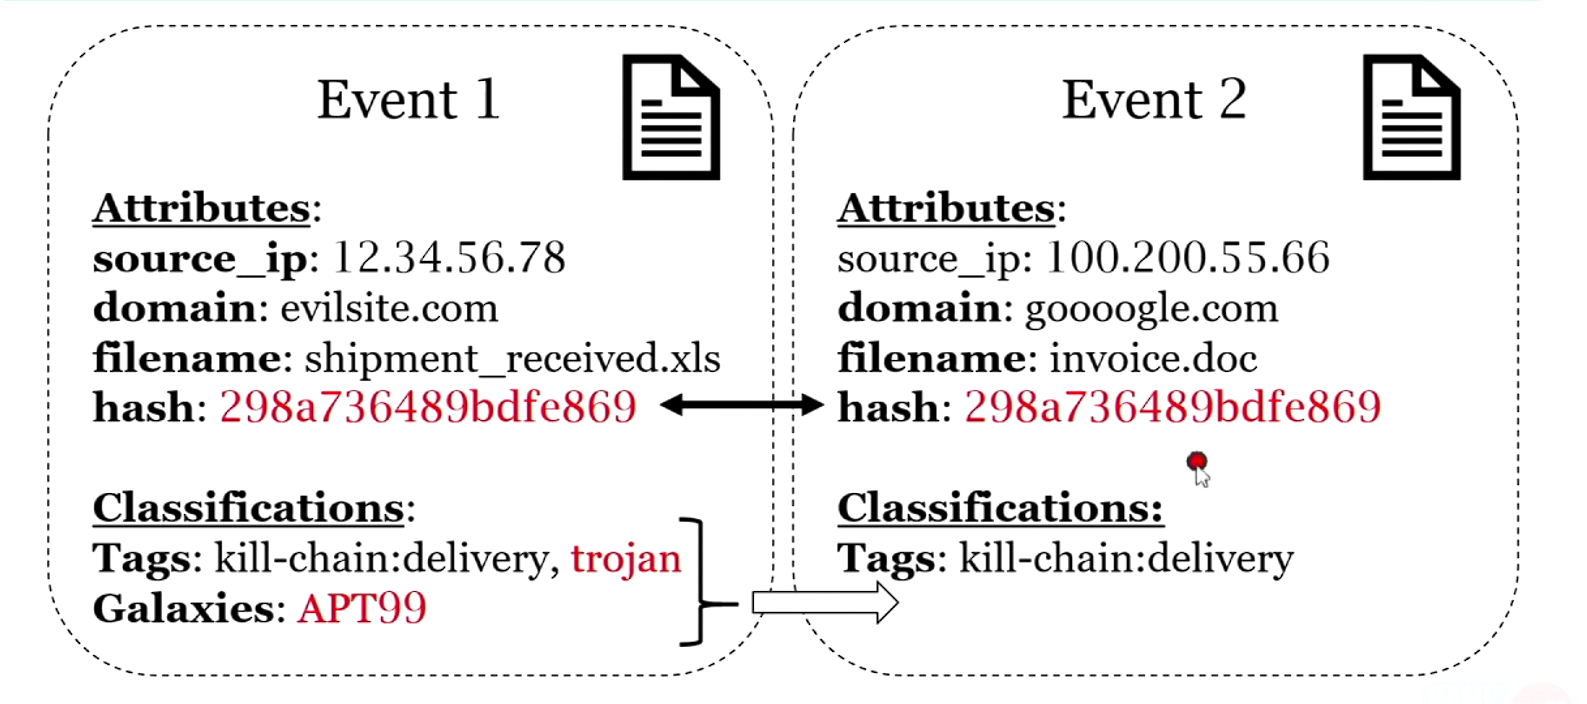 Event 1
Attributes:
source_ip: 12.34.56.78
domain: evilsite.com
filename: shipment_received.xls
hash: 298a736489bdfe869
Classifications:
Tags: kill-chain:delivery, trojan
Galaxies: APT99
Event 2
Attributes:
source_ip: 100.200.55.66
domain: goooogle.com
filename: invoice.doc
hash: 298a736489bdfe869
Classifications:
Tags: kill-chain:delivery